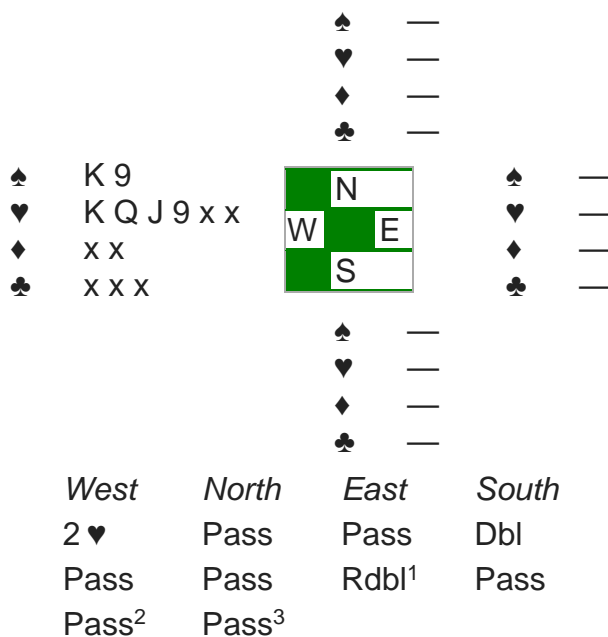 ♠ —
♥ —
♦ —
♣ —
♠ K 9 N ♠ —
♥ K Q J 9 x x W E ♥ —
♦ x x S ♦ —
♣ x x x ♣ —
♠ —
♥ —
♦ —
♣ —
West North East South
2 ♥ Pass Pass Dbl
Pass Pass Rdbl¹ Pass
Pass² Pass³